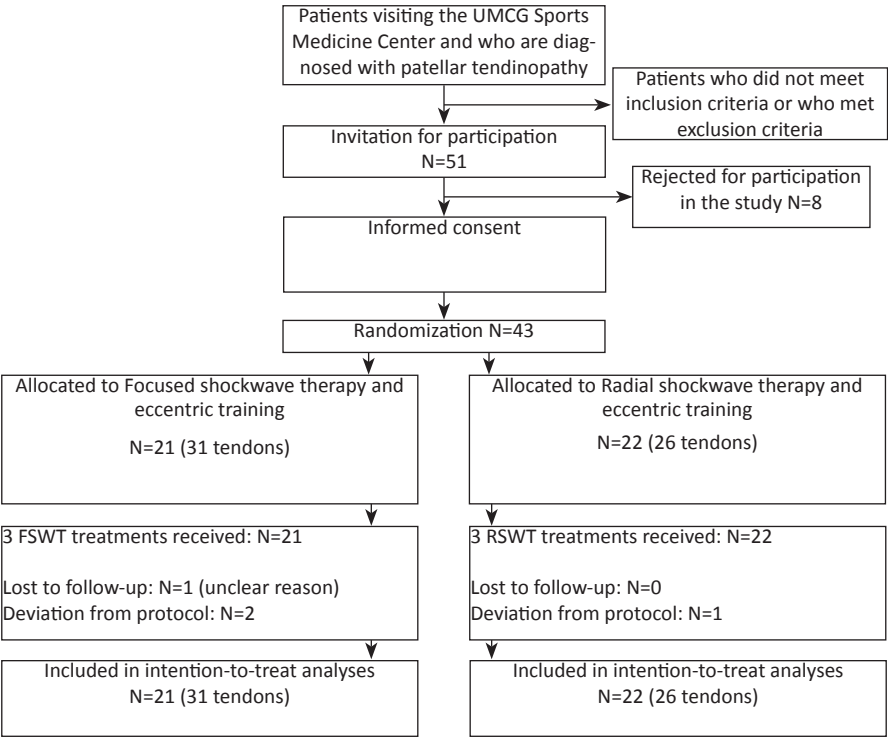 Patients visiting the UMCG Sports
Medicine Center and who are diag-
nosed with patellar tendinopathy
Patients who did not meet
inclusion criteria or who met
exclusion criteria
Invitation for participation
N=51
Rejected for participation
in the study N=8
Informed consent
Randomization N=43
Allocated to Focused shockwave therapy and
eccentric training
N=21 (31 tendons)
Allocated to Radial shockwave therapy and
eccentric training
N=22 (26 tendons)
3 FSWT treatments received: N=21
Lost to follow-up: N=1 (unclear reason)
Deviation from protocol: N=2
3 RSWT treatments received: N=22
Lost to follow-up: N=0
Deviation from protocol: N=1
Included in intention-to-treat analyses
N=21 (31 tendons)
Included in intention-to-treat analyses
N=22 (26 tendons)